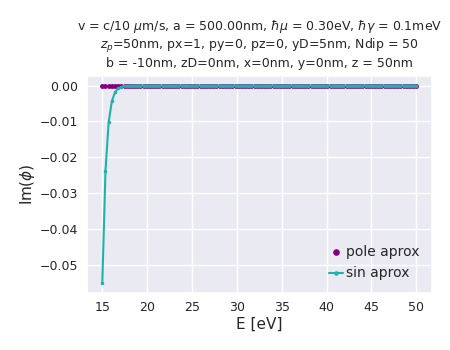 v = c/10 μm/s, a = 500.00nm, ℏμ = 0.30eV, ℏγ = 0.1meV
zₚ=50nm, px=1, py=0, pz=0, yD=5nm, Ndip = 50
b = -10nm, zD=0nm, x=0nm, y=0nm, z = 50nm
0.00
−0.01
−0.02
−0.03
−0.04
−0.05
Im(ϕ)
pole aprox
sin aprox
15 20 25 30 35 40 45 50
E [eV]